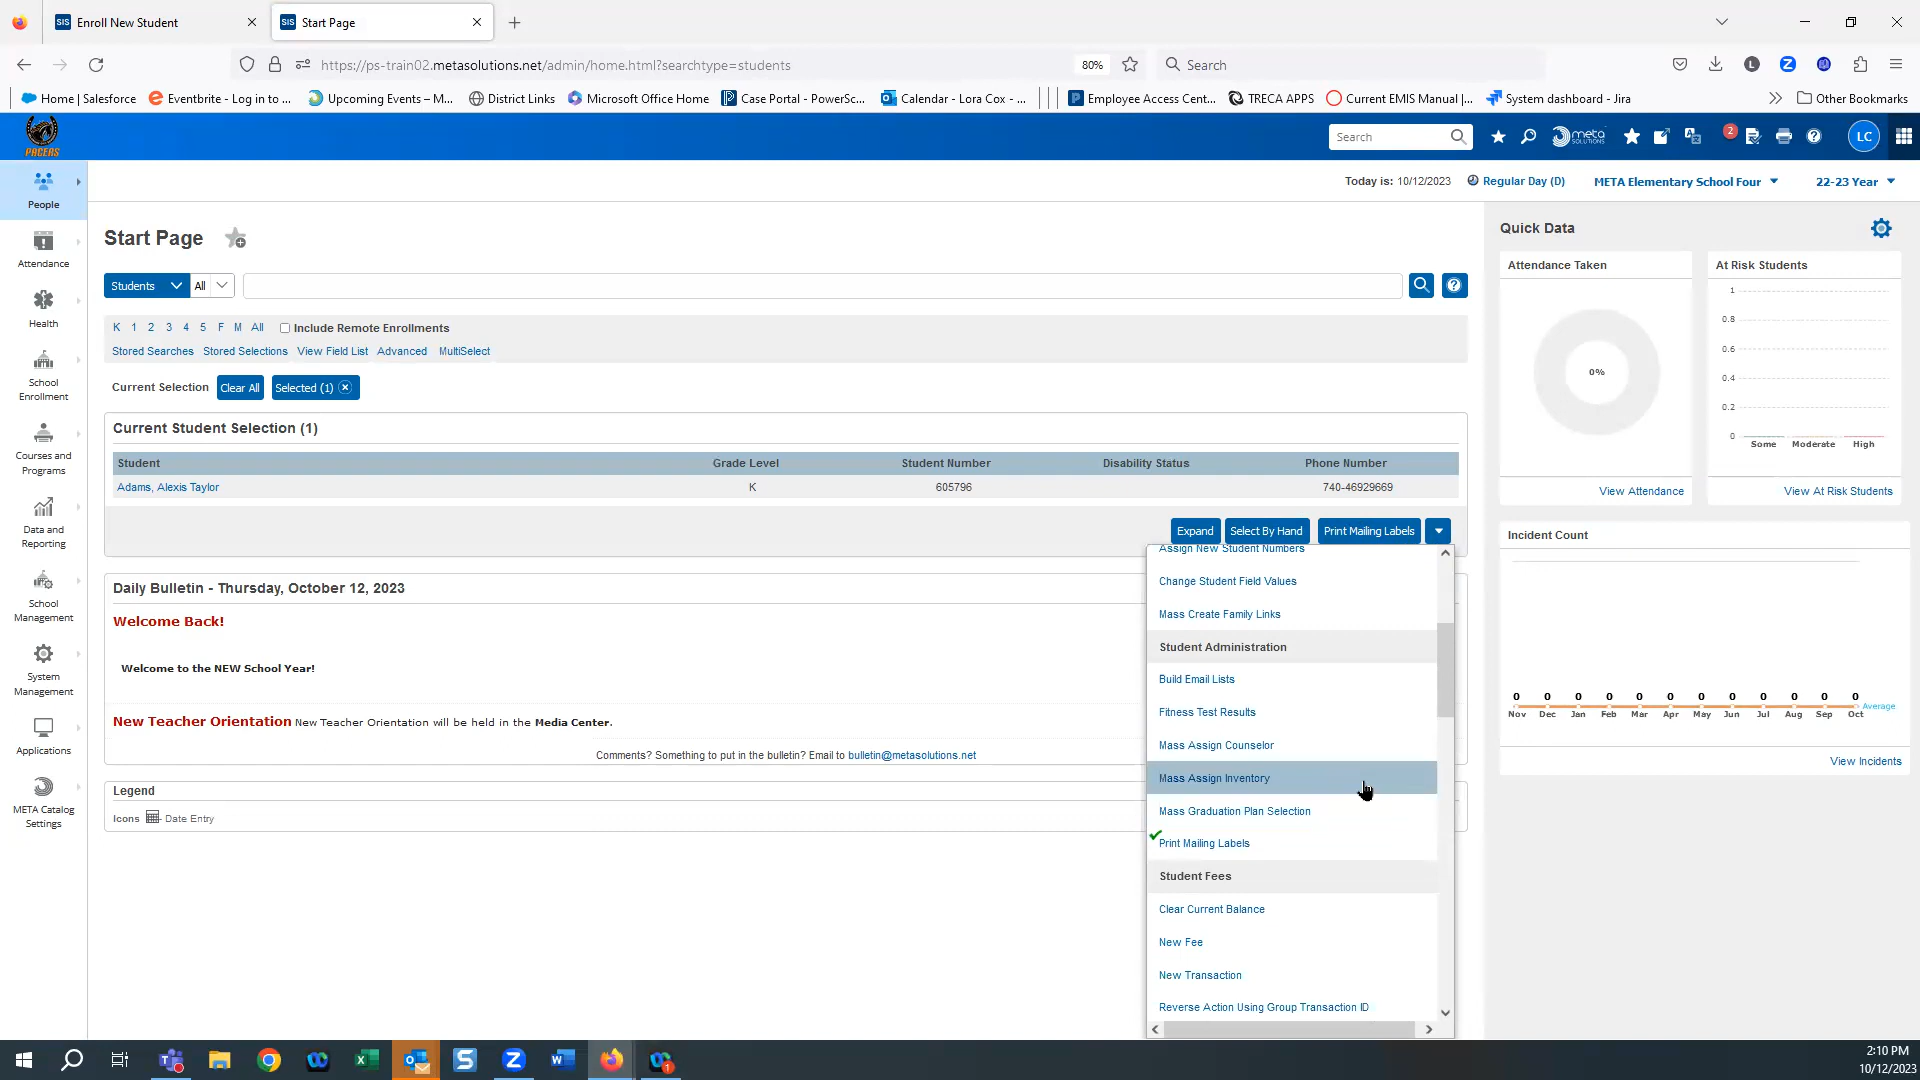 SIS Enroll New Student
SIS Start Page
https://ps-train02.metasolutions.net/admin/home.html?searchtype=students
80%
Search
Home | Salesforce
Eventbrite - Log in to ...
Upcoming Events – M...
District Links
Microsoft Office Home
Case Portal - PowerSc...
Calendar - Lora Cox - ...
Employee Access Cent...
TRECA APPS
Current EMIS Manual |...
System dashboard - Jira
Other Bookmarks
PACERS
Search
meta SOLUTIONS
2
LC
People
Attendance
Health
School Enrollment
Courses and Programs
Data and Reporting
School Management
System Management
Applications
META Catalog Settings
Today is: 10/12/2023
Regular Day (D)
META Elementary School Four
22-23 Year
Start Page
Students
All
K 1 2 3 4 5 F M All
Include Remote Enrollments
Stored Searches Stored Selections View Field List Advanced MultiSelect
Current Selection
Clear All
Selected (1)
Current Student Selection (1)
Student Grade Level Student Number Disability Status Phone Number
Adams, Alexis Taylor K 605796 740-46929669
Expand
Select By Hand
Print Mailing Labels
Assign New Student Numbers
Change Student Field Values
Mass Create Family Links
Student Administration
Build Email Lists
Fitness Test Results
Mass Assign Counselor
Mass Assign Inventory
Mass Graduation Plan Selection
Print Mailing Labels
Student Fees
Clear Current Balance
New Fee
New Transaction
Reverse Action Using Group Transaction ID
Daily Bulletin - Thursday, October 12, 2023
Welcome Back!
Welcome to the NEW School Year!
New Teacher Orientation New Teacher Orientation will be held in the Media Center.
Comments? Something to put in the bulletin? Email to bulletin@metasolutions.net
Legend
Icons - Date Entry
Quick Data
Attendance Taken
0%
View Attendance
At Risk Students
1
0.8
0.6
0.4
0.2
0
Some Moderate High
View At Risk Students
Incident Count
0 0 0 0 0 0 0 0 0 0 0 0
Average
Nov Dec Jan Feb Mar Apr May Jun Jul Aug Sep Oct
View Incidents
2:10 PM
10/12/2023